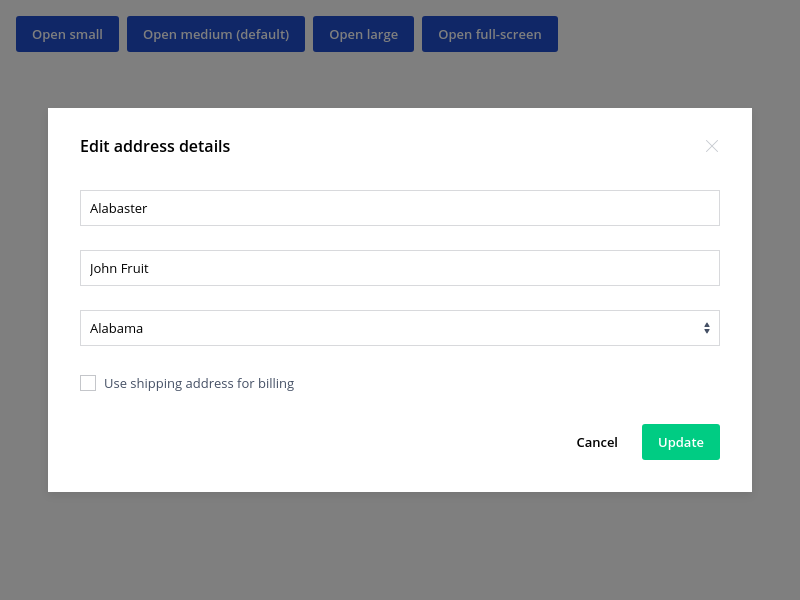 Open small Open medium (default) Open large Open full-screen
Edit address details
Alabaster
John Fruit
Alabama
Use shipping address for billing
Cancel Update